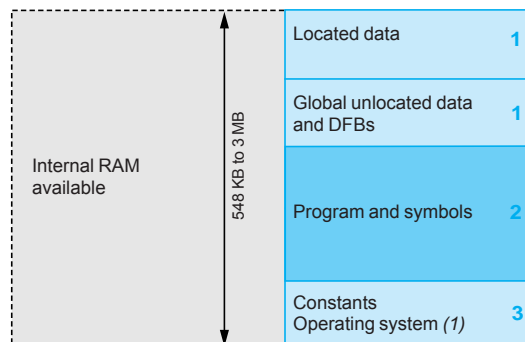 Located data 1
Global unlocated data
and DFBs 1
Internal RAM
available
548 KB to 3 MB
Program and symbols 2
Constants
Operating system (1) 3